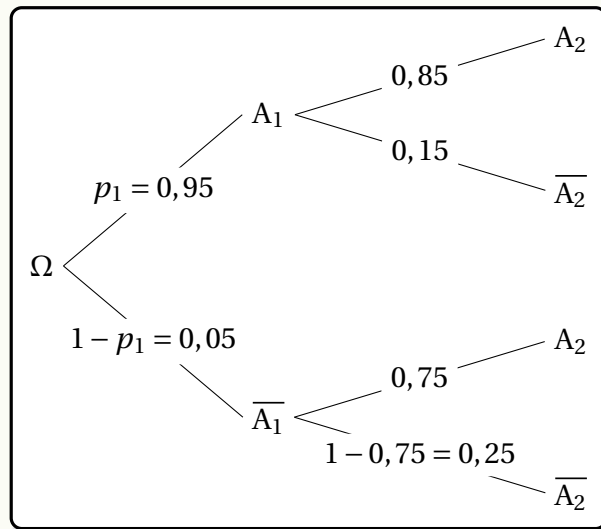 A₂
0,85
A₁
0,15
p₁ = 0,95
A̅₂
Ω
1 − p₁ = 0,05
A₂
0,75
A̅₁
1 − 0,75 = 0,25
A̅₂